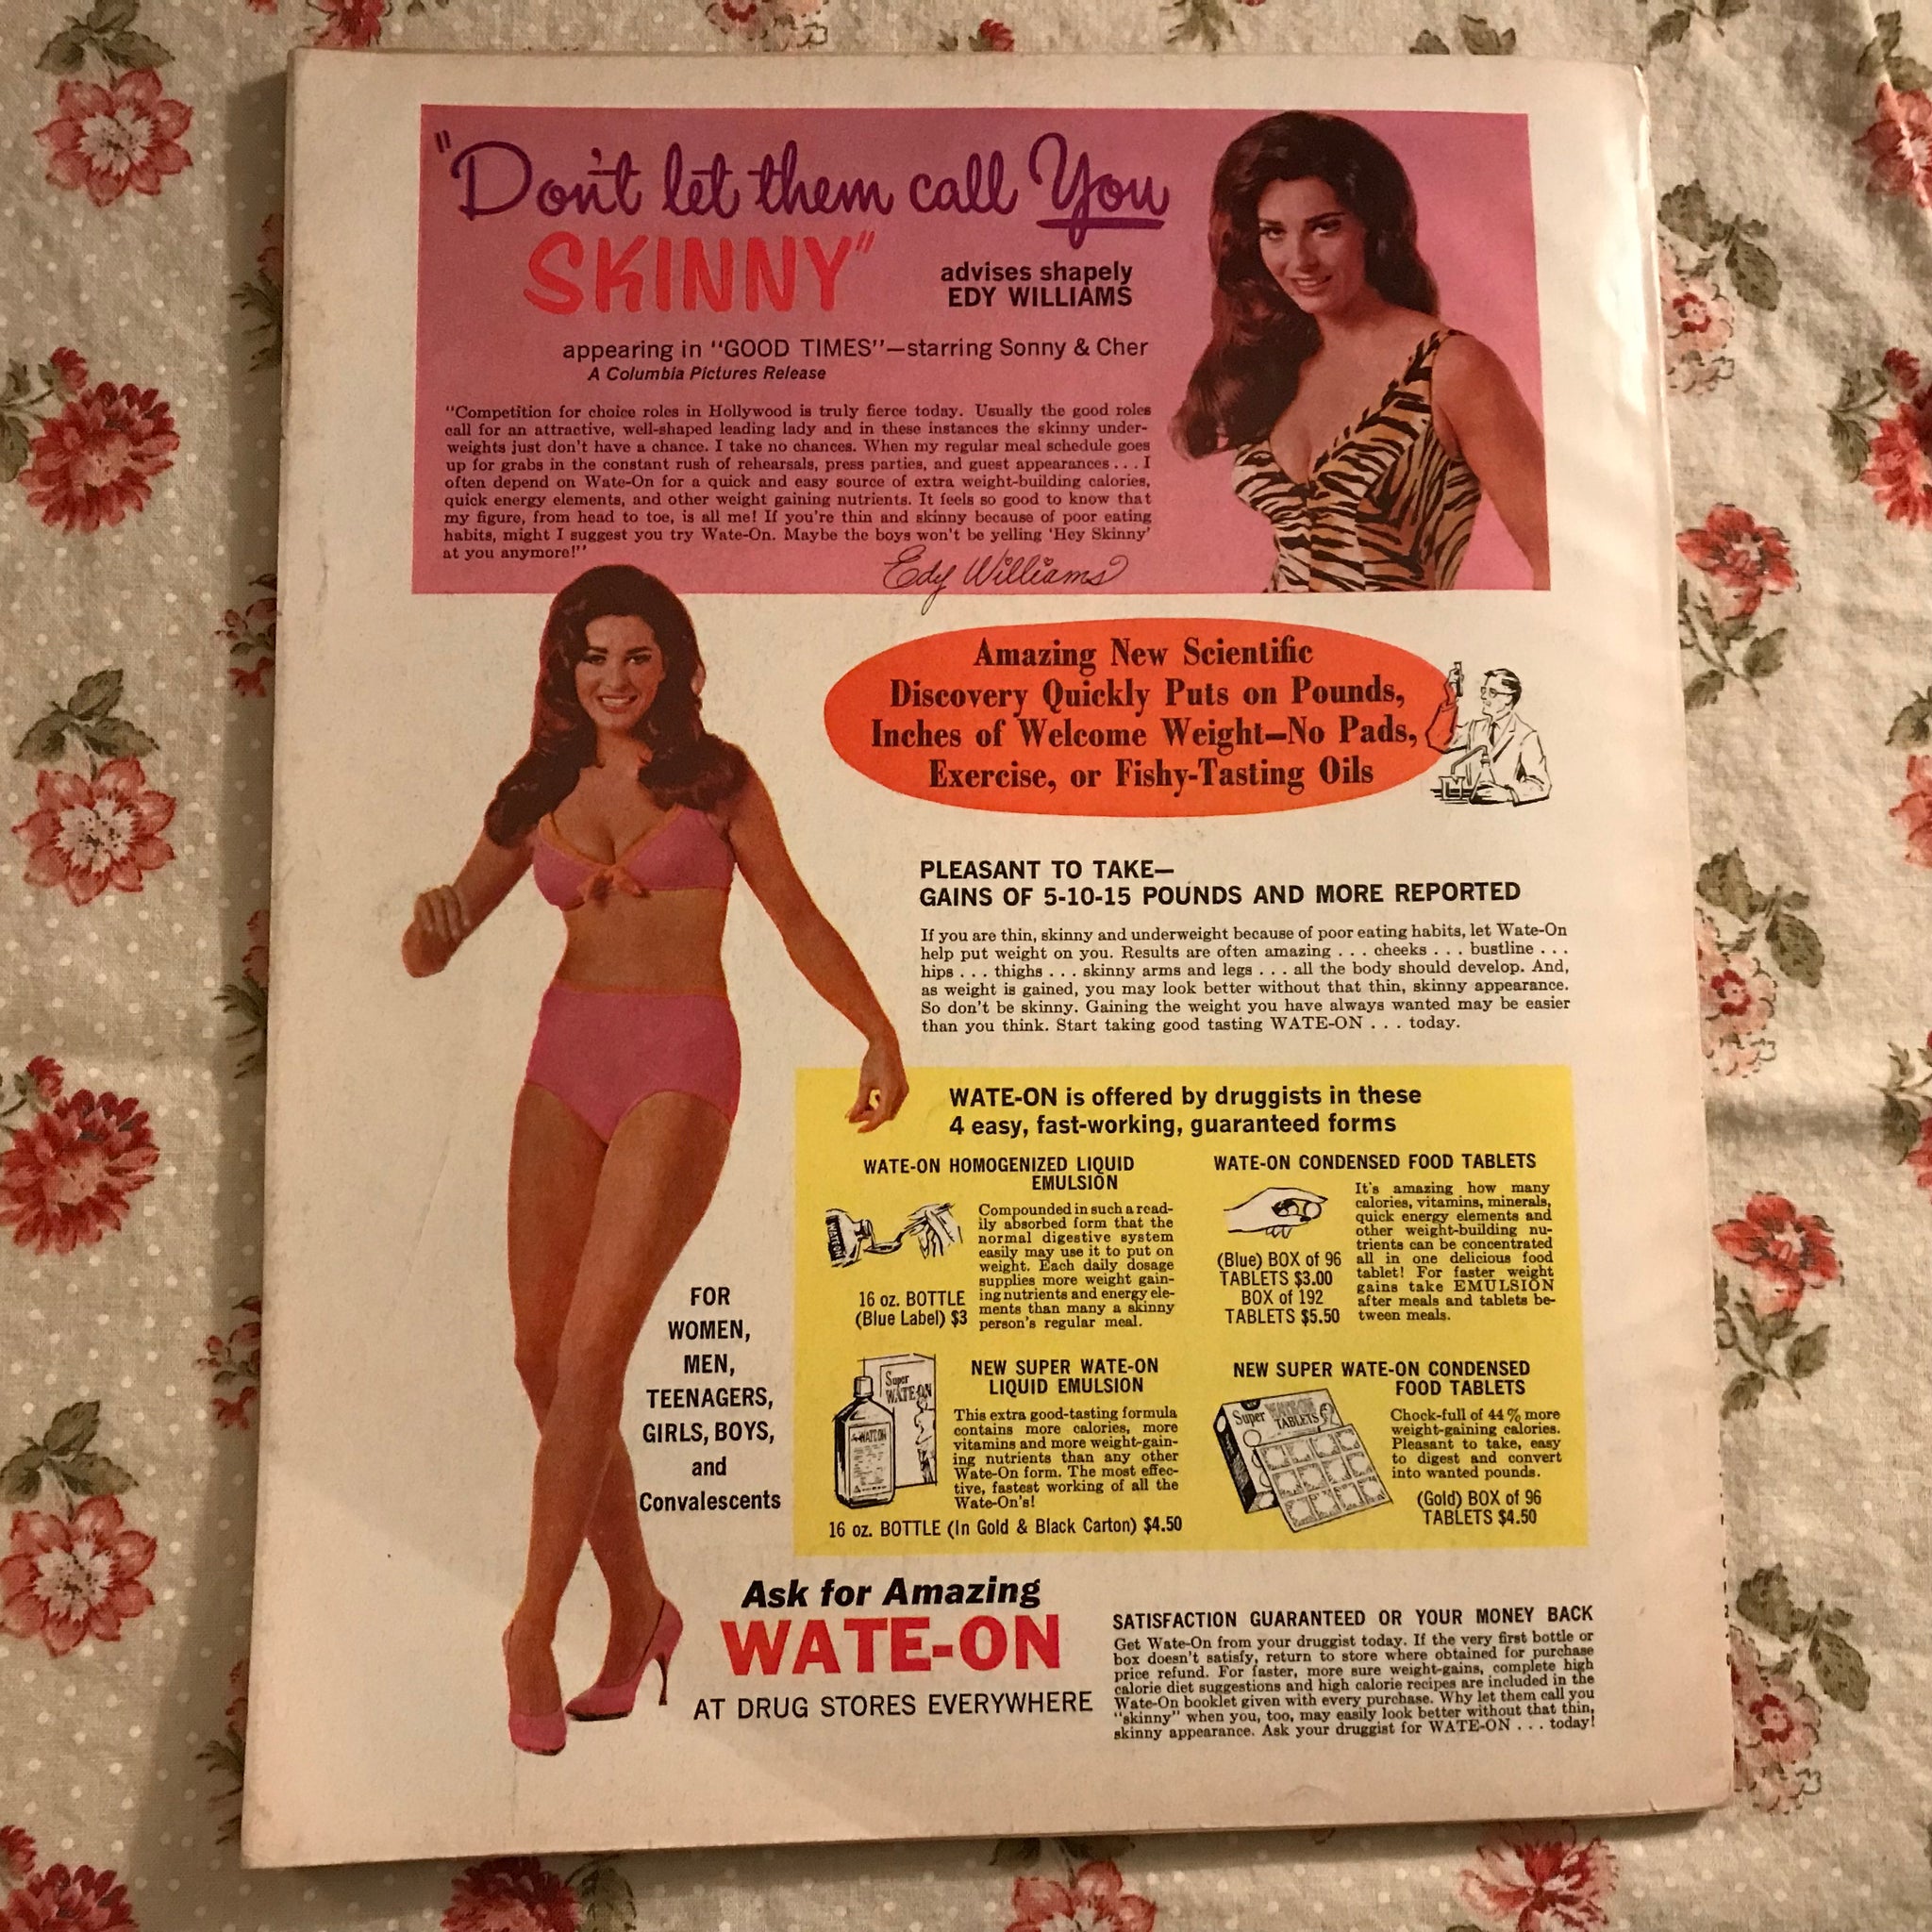 "Don't let them call You
SKINNY"
advises shapely
EDY WILLIAMS
appearing in "GOOD TIMES"—starring Sonny & Cher
A Columbia Pictures Release
"Competition for choice roles in Hollywood is truly fierce today. Usually the good roles
call for an attractive, well-shaped leading lady and in these instances the skinny under-
weights just don't have a chance. I take no chances. When my regular meal schedule goes
up for grabs in the constant rush of rehearsals, press parties, and guest appearances . . . I
often depend on Wate-On for a quick and easy source of extra weight-building calories,
quick energy elements, and other weight gaining nutrients. It feels so good to know that
my figure, from head to toe, is all me! If you're thin and skinny because of poor eating
habits, might I suggest you try Wate-On. Maybe the boys won't be yelling 'Hey Skinny'
at you anymore!"
Edy Williams
Amazing New Scientific
Discovery Quickly Puts on Pounds,
Inches of Welcome Weight—No Pads,
Exercise, or Fishy-Tasting Oils
PLEASANT TO TAKE—
GAINS OF 5-10-15 POUNDS AND MORE REPORTED
If you are thin, skinny and underweight because of poor eating habits, let Wate-On
help put weight on you. Results are often amazing . . . cheeks . . . bustline . . .
hips . . . thighs . . . skinny arms and legs . . . all the body should develop. And,
as weight is gained, you may look better without that thin, skinny appearance.
So don't be skinny. Gaining the weight you have always wanted may be easier
than you think. Start taking good tasting WATE-ON . . . today.
WATE-ON is offered by druggists in these
4 easy, fast-working, guaranteed forms
WATE-ON HOMOGENIZED LIQUID
EMULSION
Compounded in such a read-
ily absorbed form that the
normal digestive system
easily may use it to put on
weight. Each daily dosage
supplies more weight gain-
ing nutrients and energy ele-
ments than many a skinny
person's regular meal.
16 oz. BOTTLE
(Blue Label) $3
WATE-ON CONDENSED FOOD TABLETS
It's amazing how many
calories, vitamins, minerals,
quick energy elements and
other weight-building nu-
trients can be concentrated
all in one delicious food
tablet! For faster weight
gains take EMULSION
after meals and tablets be-
tween meals.
(Blue) BOX of 96
TABLETS $3.00
BOX of 192
TABLETS $5.50
NEW SUPER WATE-ON
LIQUID EMULSION
Super
WATE-ON
This extra good-tasting formula
contains more calories, more
vitamins and more weight-gain-
ing nutrients than any other
Wate-On form. The most effec-
tive, fastest working of all the
Wate-On's!
16 oz. BOTTLE (In Gold & Black Carton) $4.50
NEW SUPER WATE-ON CONDENSED
FOOD TABLETS
Super WATE-ON
TABLETS
Chock-full of 44% more
weight-gaining calories.
Pleasant to take, easy
to digest and convert
into wanted pounds.
(Gold) BOX of 96
TABLETS $4.50
FOR
WOMEN,
MEN,
TEENAGERS,
GIRLS, BOYS,
and
Convalescents
Ask for Amazing
WATE-ON
AT DRUG STORES EVERYWHERE
SATISFACTION GUARANTEED OR YOUR MONEY BACK
Get Wate-On from your druggist today. If the very first bottle or
box doesn't satisfy, return to store where obtained for purchase
price refund. For faster, more sure weight-gains, complete high
calorie diet suggestions and high calorie recipes are included in the
Wate-On booklet given with every purchase. Why let them call you
"skinny" when you, too, may easily look better without that thin,
skinny appearance. Ask your druggist for WATE-ON . . . today!